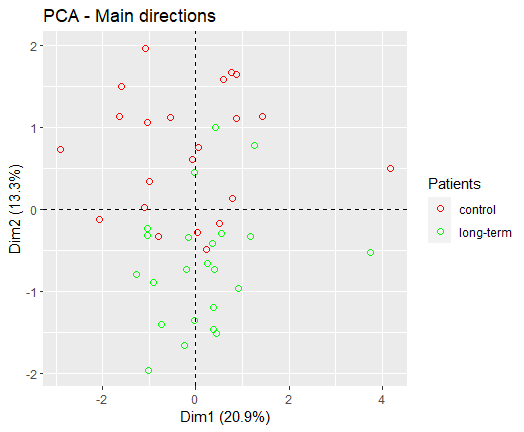 PCA - Main directions
2
1
0
-1
-2
Dim2 (13.3%)
-2
0
2
4
Dim1 (20.9%)
Patients
control
long-term